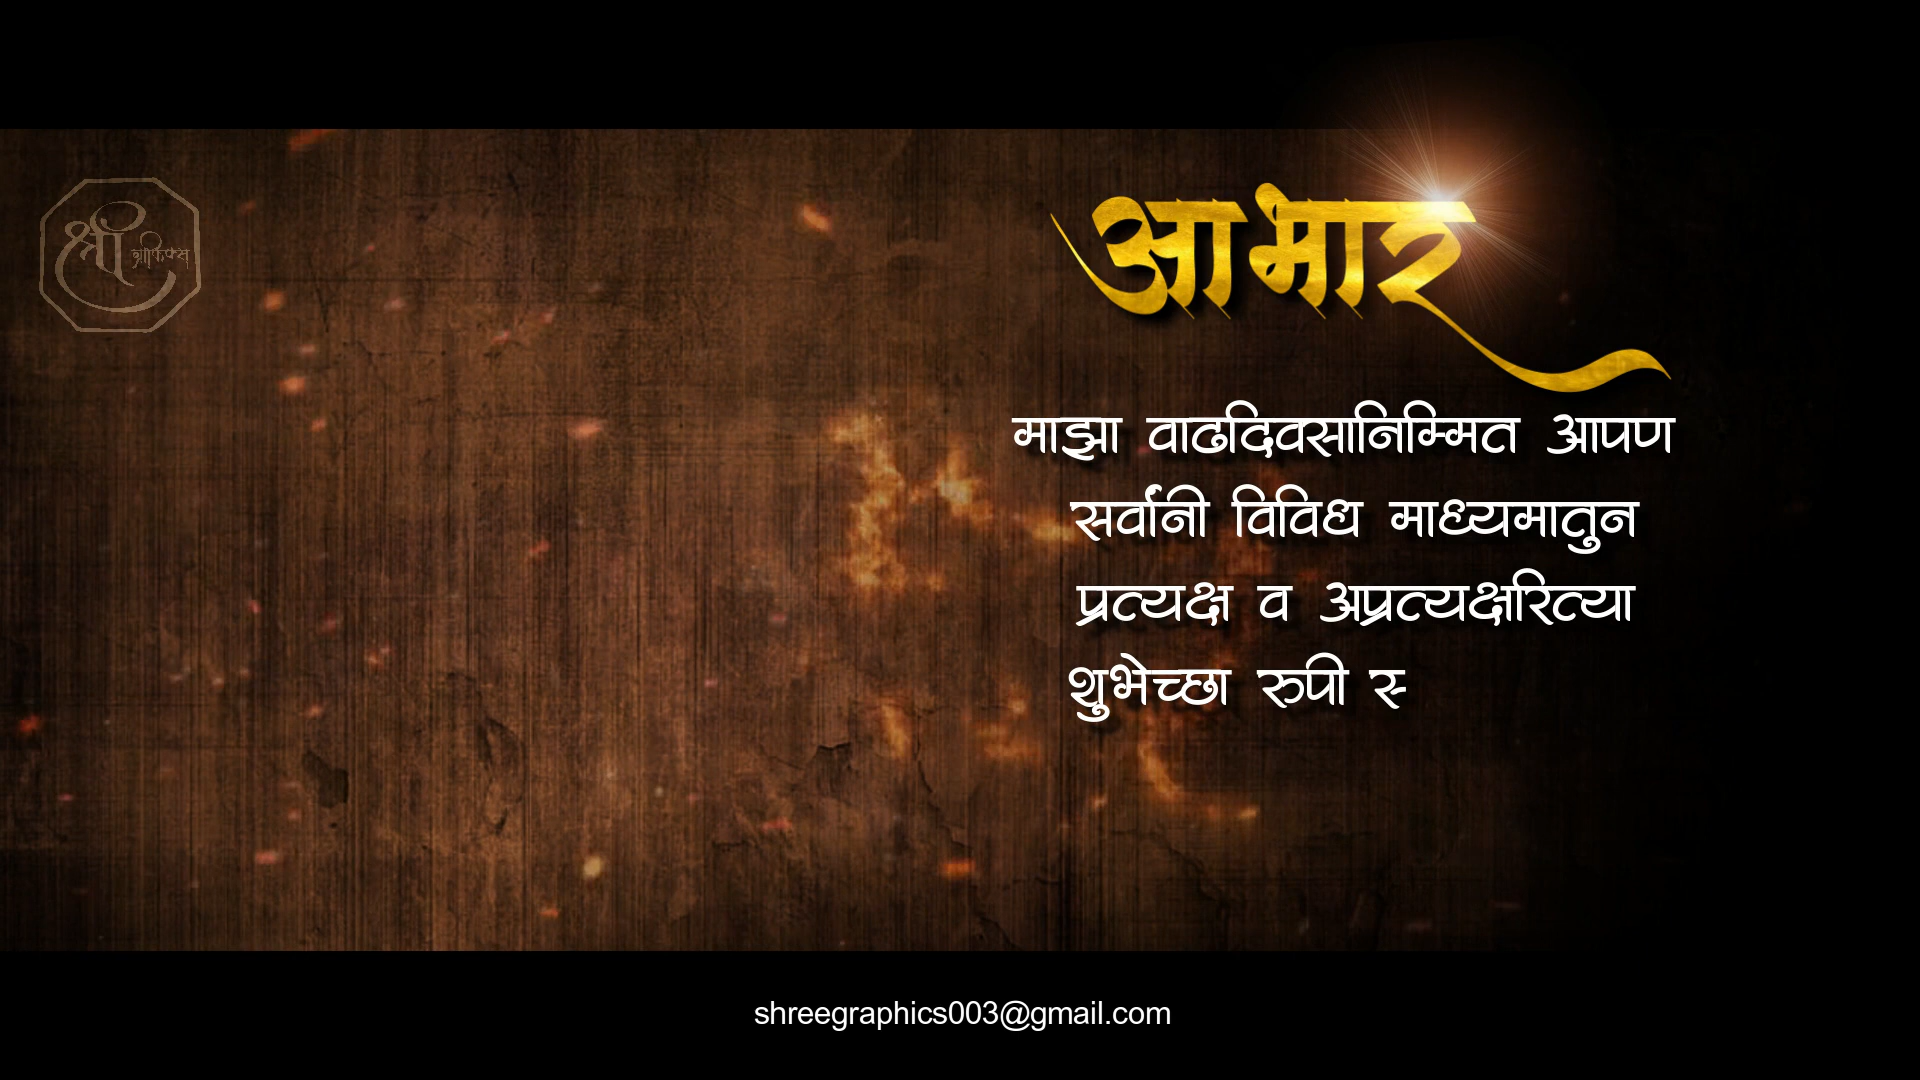 श्री ग्राफिक्स
आभार
माझा वाढदिवसानिम्मित आपण
सर्वांनी विविध माध्यमातुन
प्रत्यक्ष व अप्रत्यक्षरित्या
शुभेच्छा रुपी स
shreegraphics003@gmail.com